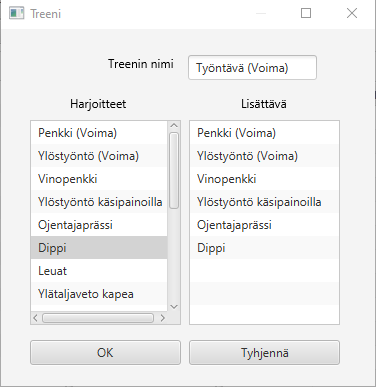 Treeni
Treenin nimi Työntävä (Voima)
Harjoitteet Lisättävä
Penkki (Voima) Penkki (Voima)
Ylöstyöntö (Voima) Ylöstyöntö (Voima)
Vinopenkki Vinopenkki
Ylöstyöntö käsipainoilla Ylöstyöntö käsipainoilla
Ojentajaprässi Ojentajaprässi
Dippi Dippi
Leuat
Ylätaljaveto kapea
OK Tyhjennä